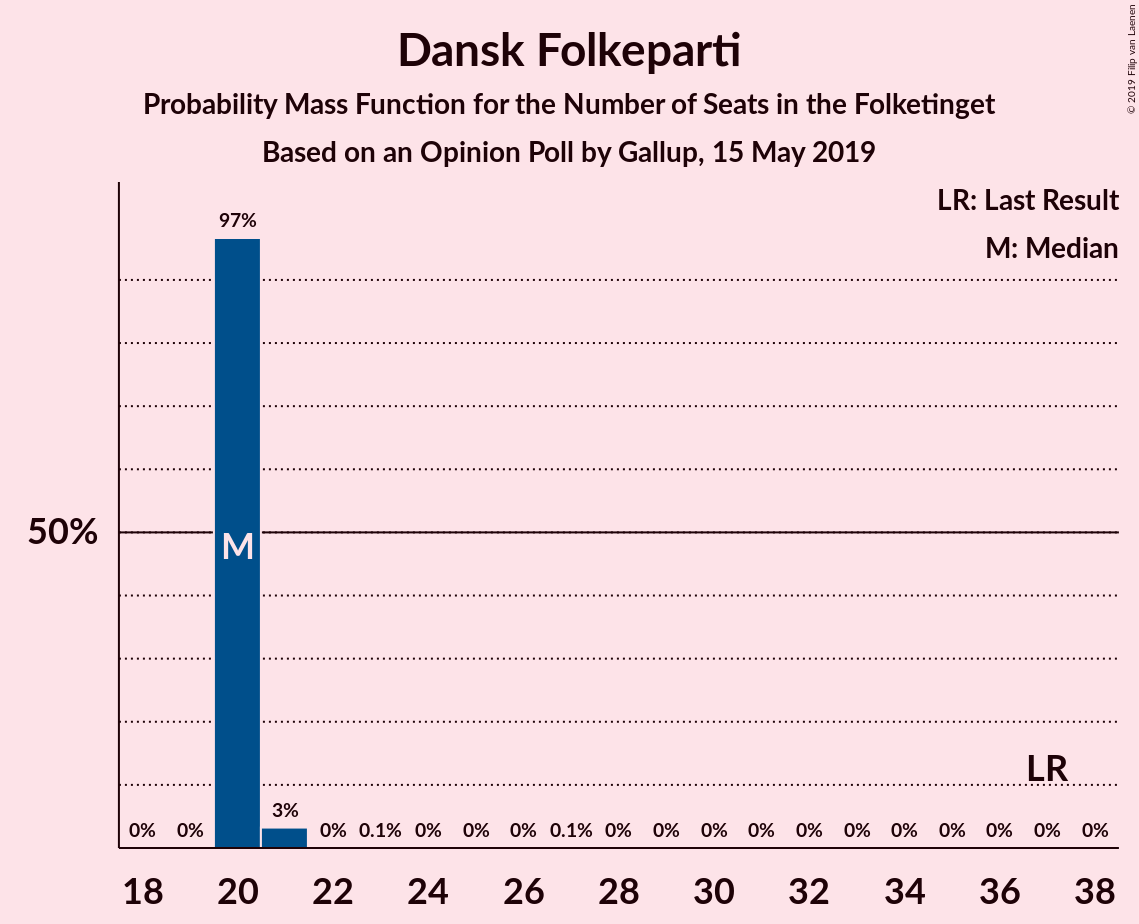 Dansk Folkeparti
Probability Mass Function for the Number of Seats in the Folketinget
Based on an Opinion Poll by Gallup, 15 May 2019
© 2019 Filip van Laenen
LR: Last Result
M: Median
97%
50%
M
LR
3%
0% 0% 0% 0.1% 0% 0% 0% 0.1% 0% 0% 0% 0% 0% 0% 0% 0% 0% 0% 0%
18 20 22 24 26 28 30 32 34 36 38